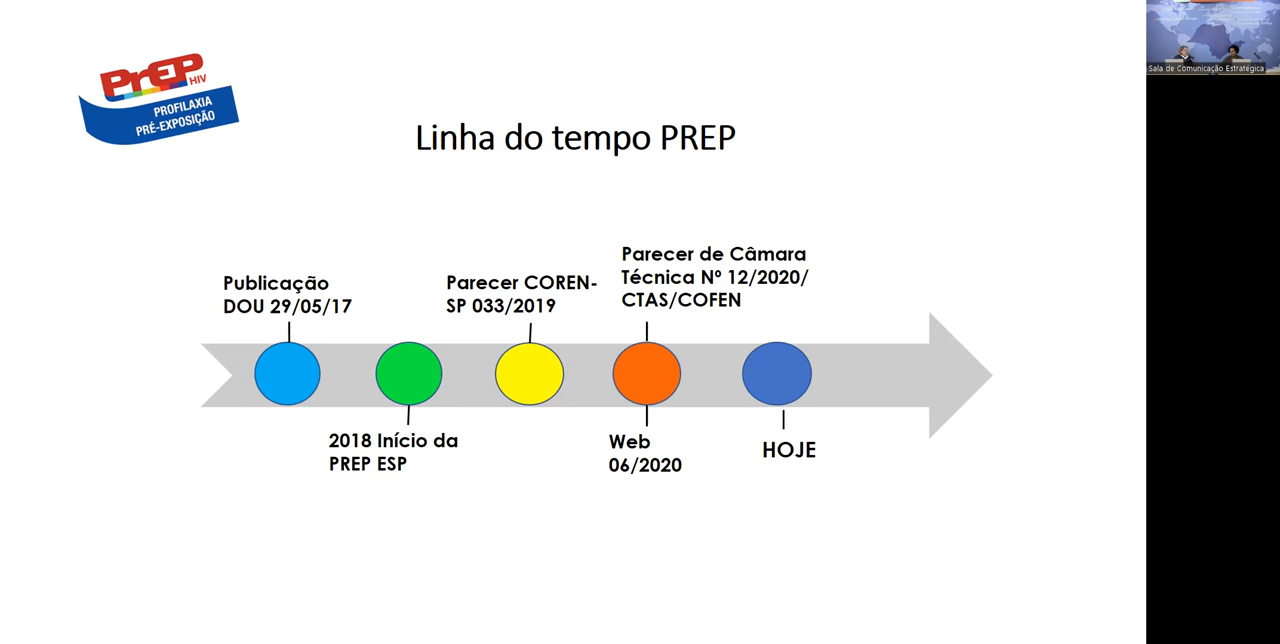 PrEP
HIV
PROFILAXIA
PRÉ-EXPOSIÇÃO
Sala de Comunicação Estratégica
Linha do tempo PREP
Publicação
DOU 29/05/17
Parecer COREN-
SP 033/2019
Parecer de Câmara
Técnica Nº 12/2020/
CTAS/COFEN
2018 Início da
PREP ESP
Web
06/2020
HOJE